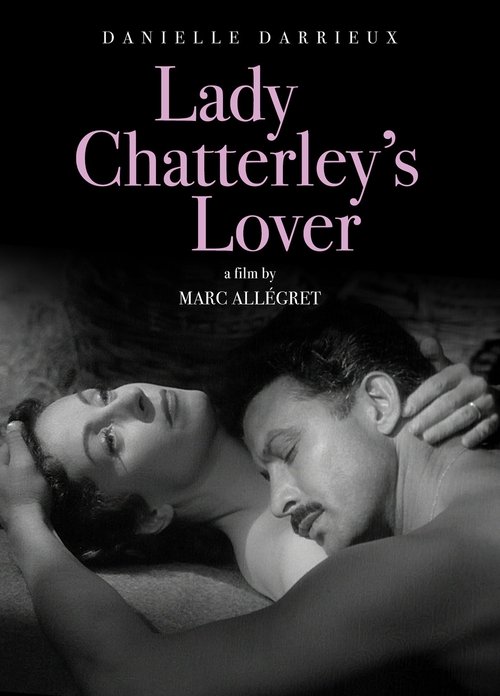 DANIELLE DARRIEUX
Lady
Chatterley's
Lover
a film by
MARC ALLÉGRET